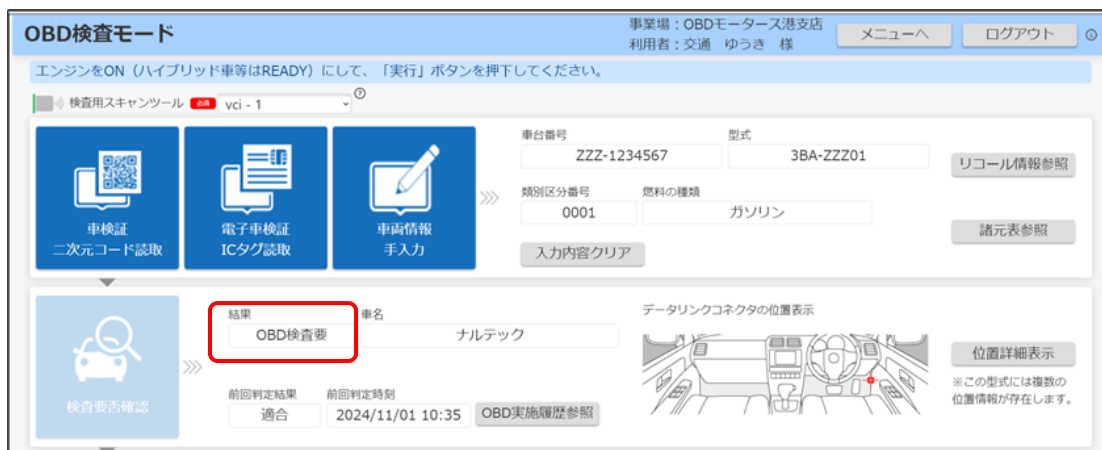 OBD検査モード
事業場：OBDモータース港支店
利用者：交通　ゆうき　様
メニューへ
ログアウト
エンジンをON（ハイブリッド車等はREADY）にして、「実行」ボタンを押下してください。
検査用スキャンツール 必須 vci - 1
車検証
二次元コード読取
電子車検証
ICタグ読取
車両情報
手入力
車台番号
ZZZ-1234567
型式
3BA-ZZZ01
類別区分番号
0001
燃料の種類
ガソリン
入力内容クリア
リコール情報参照
諸元表参照
検査要否確認
結果
OBD検査要
車名
ナルテック
前回判定結果
適合
前回判定時刻
2024/11/01 10:35
OBD実施履歴参照
データリンクコネクタの位置表示
位置詳細表示
※この型式には複数の
位置情報が存在します。